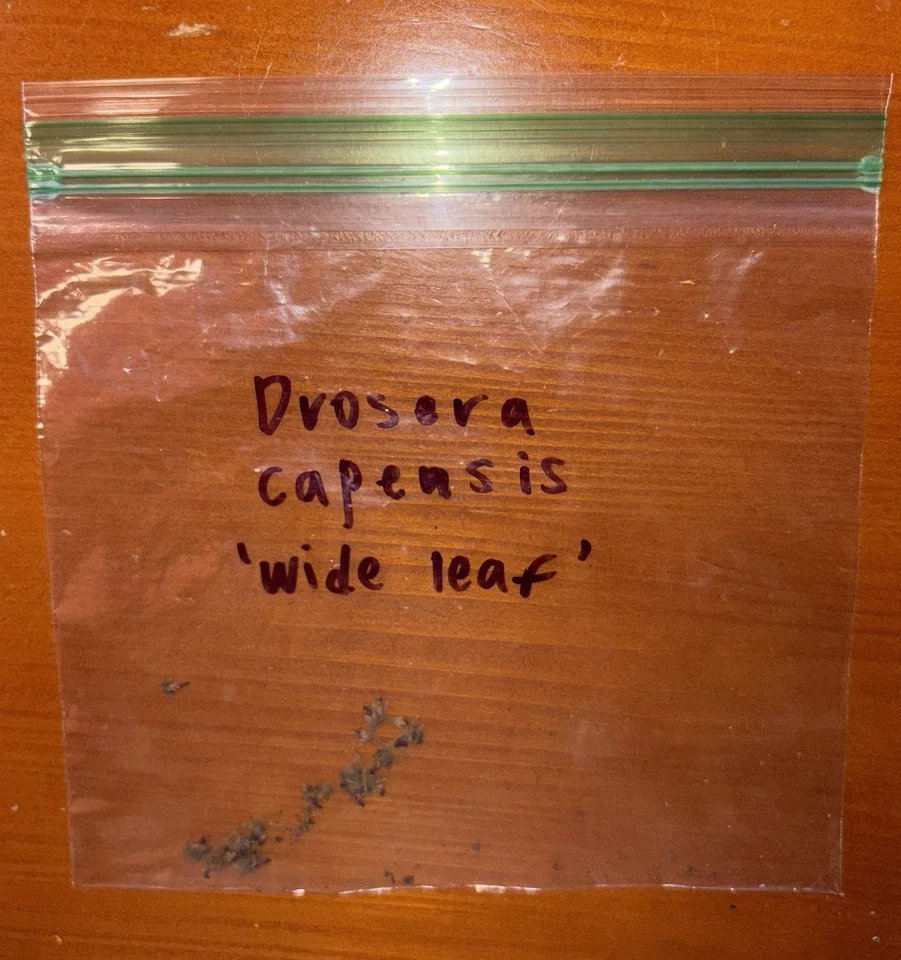 Drosera
capensis
'wide leaf'